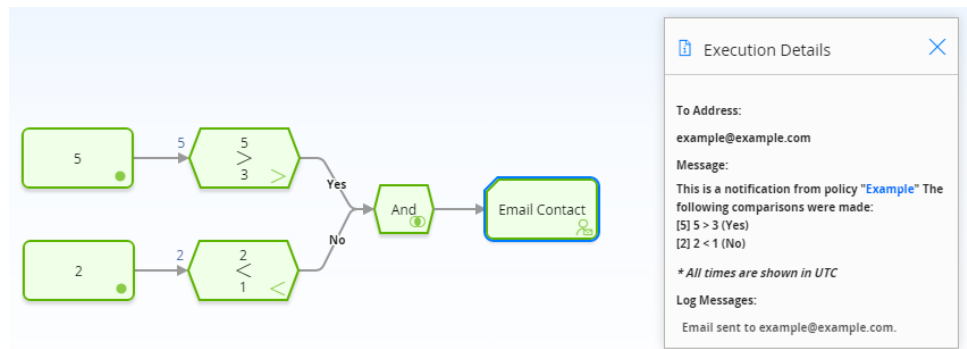 5
5
5
>
3
>
Yes
And
Email Contact
No
2
2
2
<
1
<
Execution Details
To Address:
example@example.com
Message:
This is a notification from policy "Example" The
following comparisons were made:
[5] 5 > 3 (Yes)
[2] 2 < 1 (No)
* All times are shown in UTC
Log Messages:
Email sent to example@example.com.